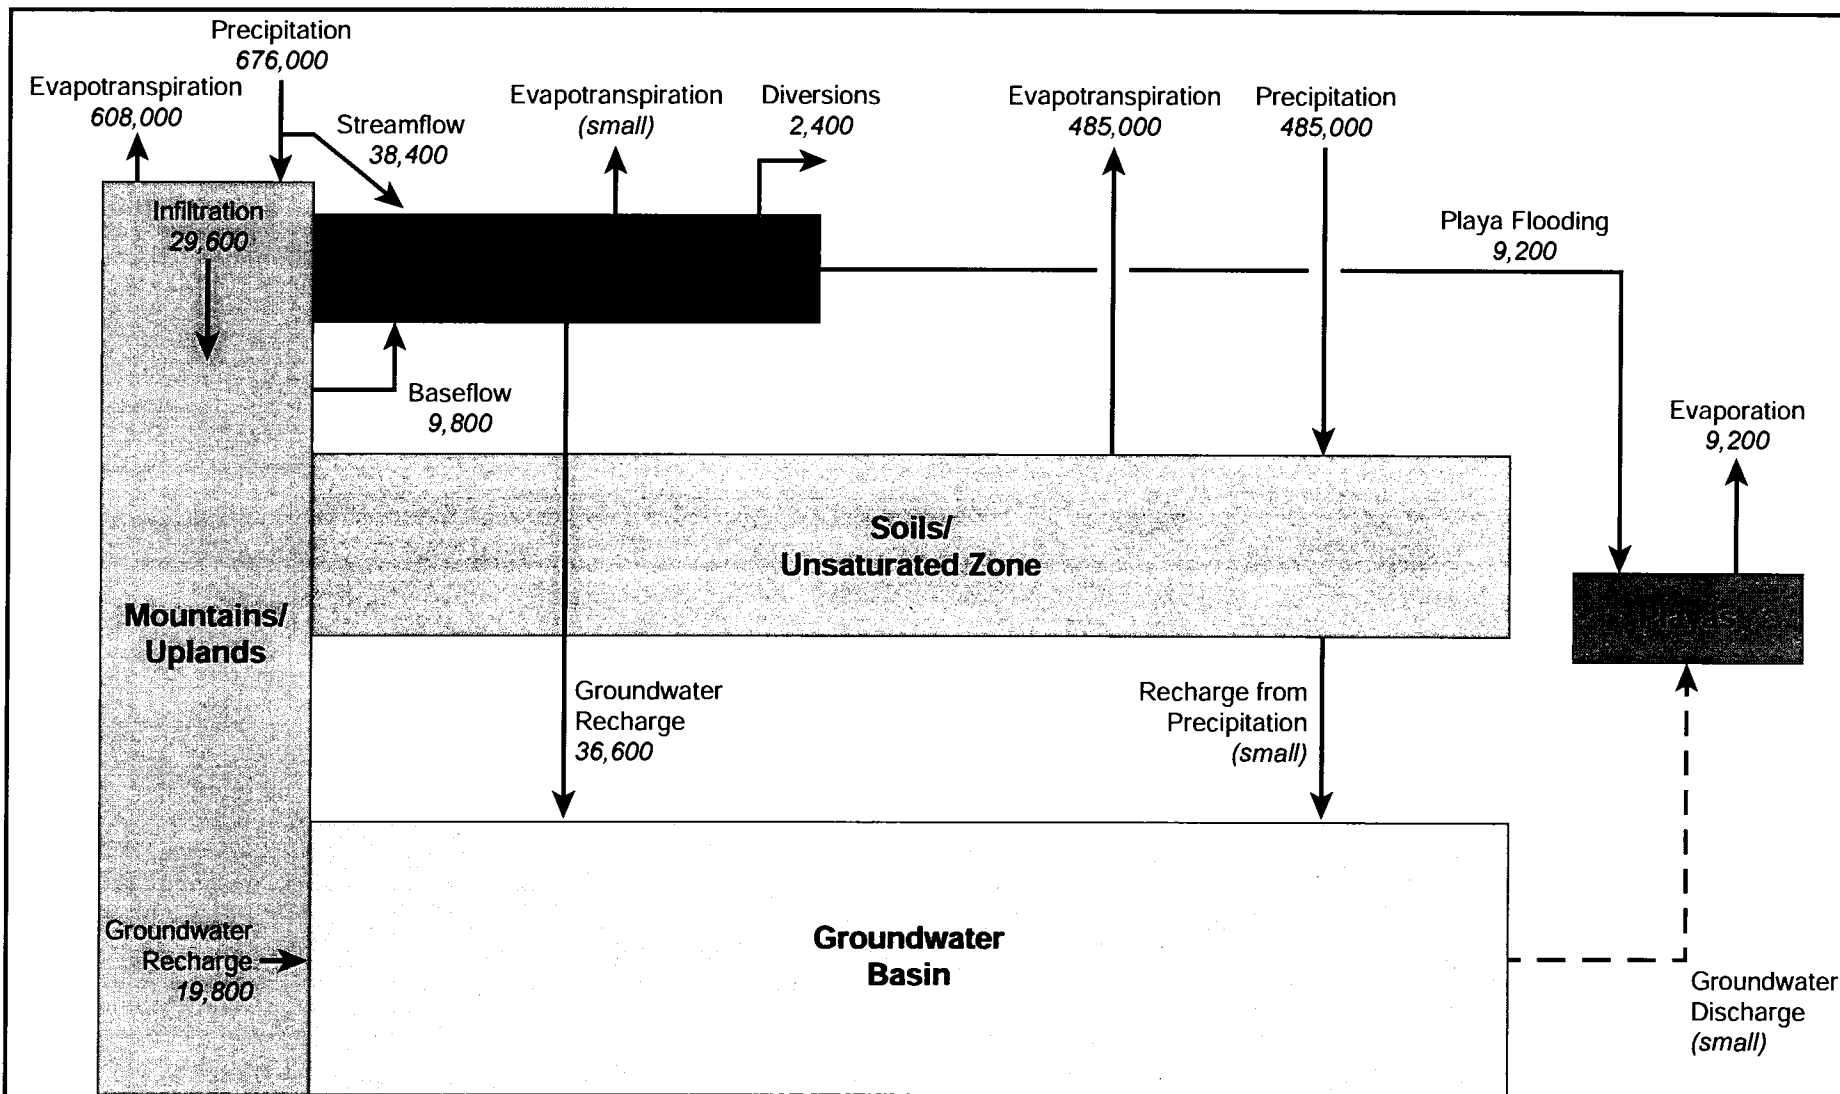 Precipitation
676,000
Evapotranspiration
608,000
Streamflow
38,400
Evapotranspiration
(small)
Diversions
2,400
Evapotranspiration
485,000
Precipitation
485,000
Infiltration
29,600
Playa Flooding
9,200
Baseflow
9,800
Evaporation
9,200
Soils/
Unsaturated Zone
Mountains/
Uplands
Playas
Groundwater
Recharge
36,600
Recharge from
Precipitation
(small)
Groundwater
Recharge
19,800
Groundwater
Basin
Groundwater
Discharge
(small)